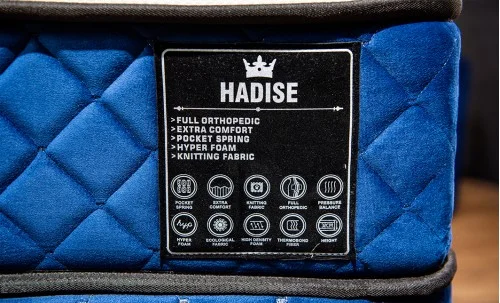 HADISE
>FULL ORTHOPEDIC
>EXTRA COMFORT
>POCKET SPRING
>HYPER FOAM
>KNITTING FABRIC
POCKET SPRING
EXTRA COMFORT
KNITTING FABRIC
FULL ORTHOPEDIC
PRESSURE BALANCE
HYPER FOAM
ECOLOGICAL FABRIC
HIGH DENSITY FOAM
THERMOBOND FIBER
HEIGHT